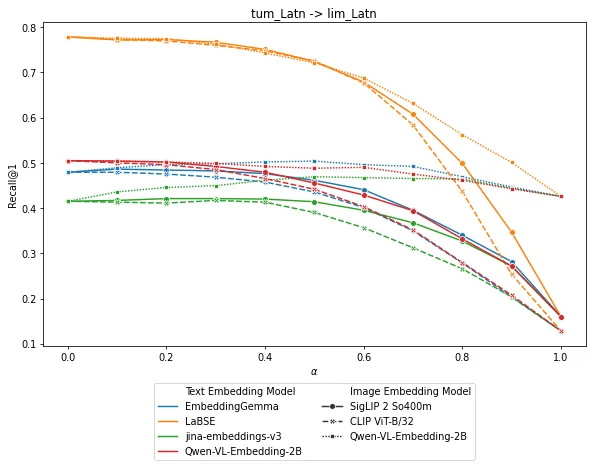 tum_Latn -> lim_Latn
0.8
0.7
0.6
0.5
0.4
0.3
0.2
0.1
Recall@1
0.0 0.2 0.4 0.6 0.8 1.0
α
Text Embedding Model
EmbeddingGemma
LaBSE
jina-embeddings-v3
Qwen-VL-Embedding-2B
Image Embedding Model
SigLIP 2 So400m
CLIP ViT-B/32
Qwen-VL-Embedding-2B